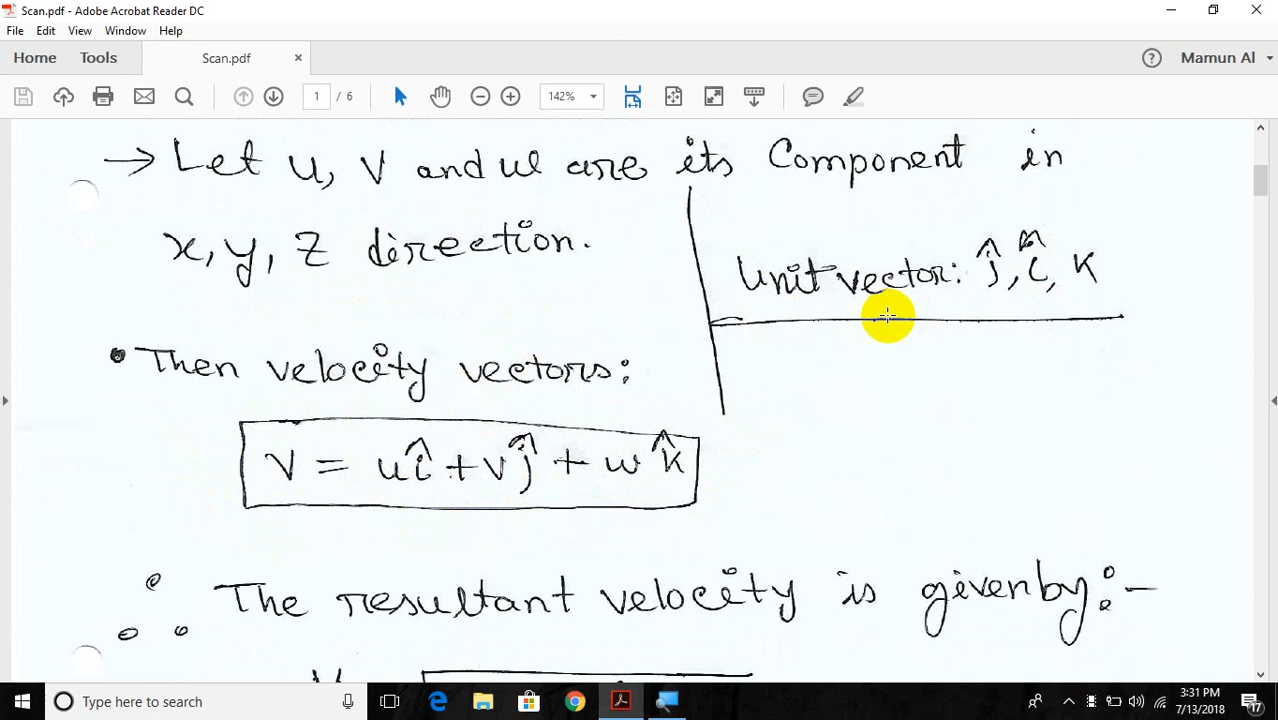 Scan.pdf - Adobe Acrobat Reader DC
File Edit View Window Help
Home Tools Scan.pdf × Mamun Al
1 / 6 142%
→ Let u, v and w are its Component in
x, y, z direction.
Unit vector: ĵ, î, k
• Then velocity vectors:
V = uî + vĵ + wk̂
∴ The resultant velocity is given by:-
Type here to search
3:31 PM
7/13/2018
17